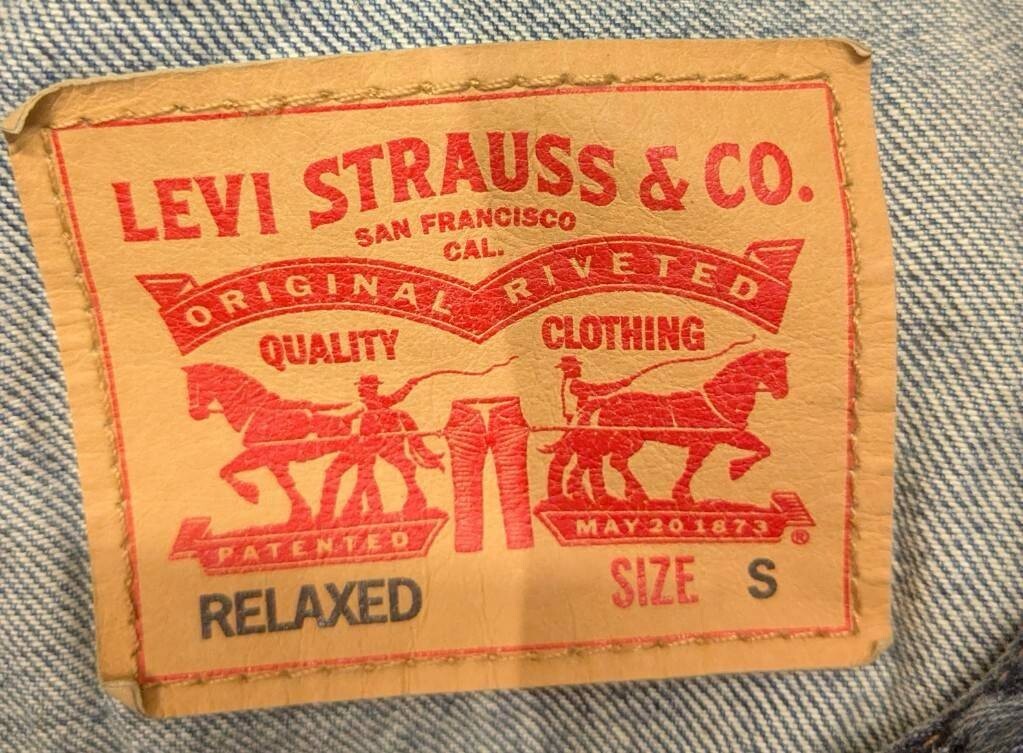 LEVI STRAUSS & CO.
SAN FRANCISCO
CAL.
ORIGINAL RIVETED
QUALITY CLOTHING
PATENTED MAY 20 1873 ®
RELAXED SIZE S